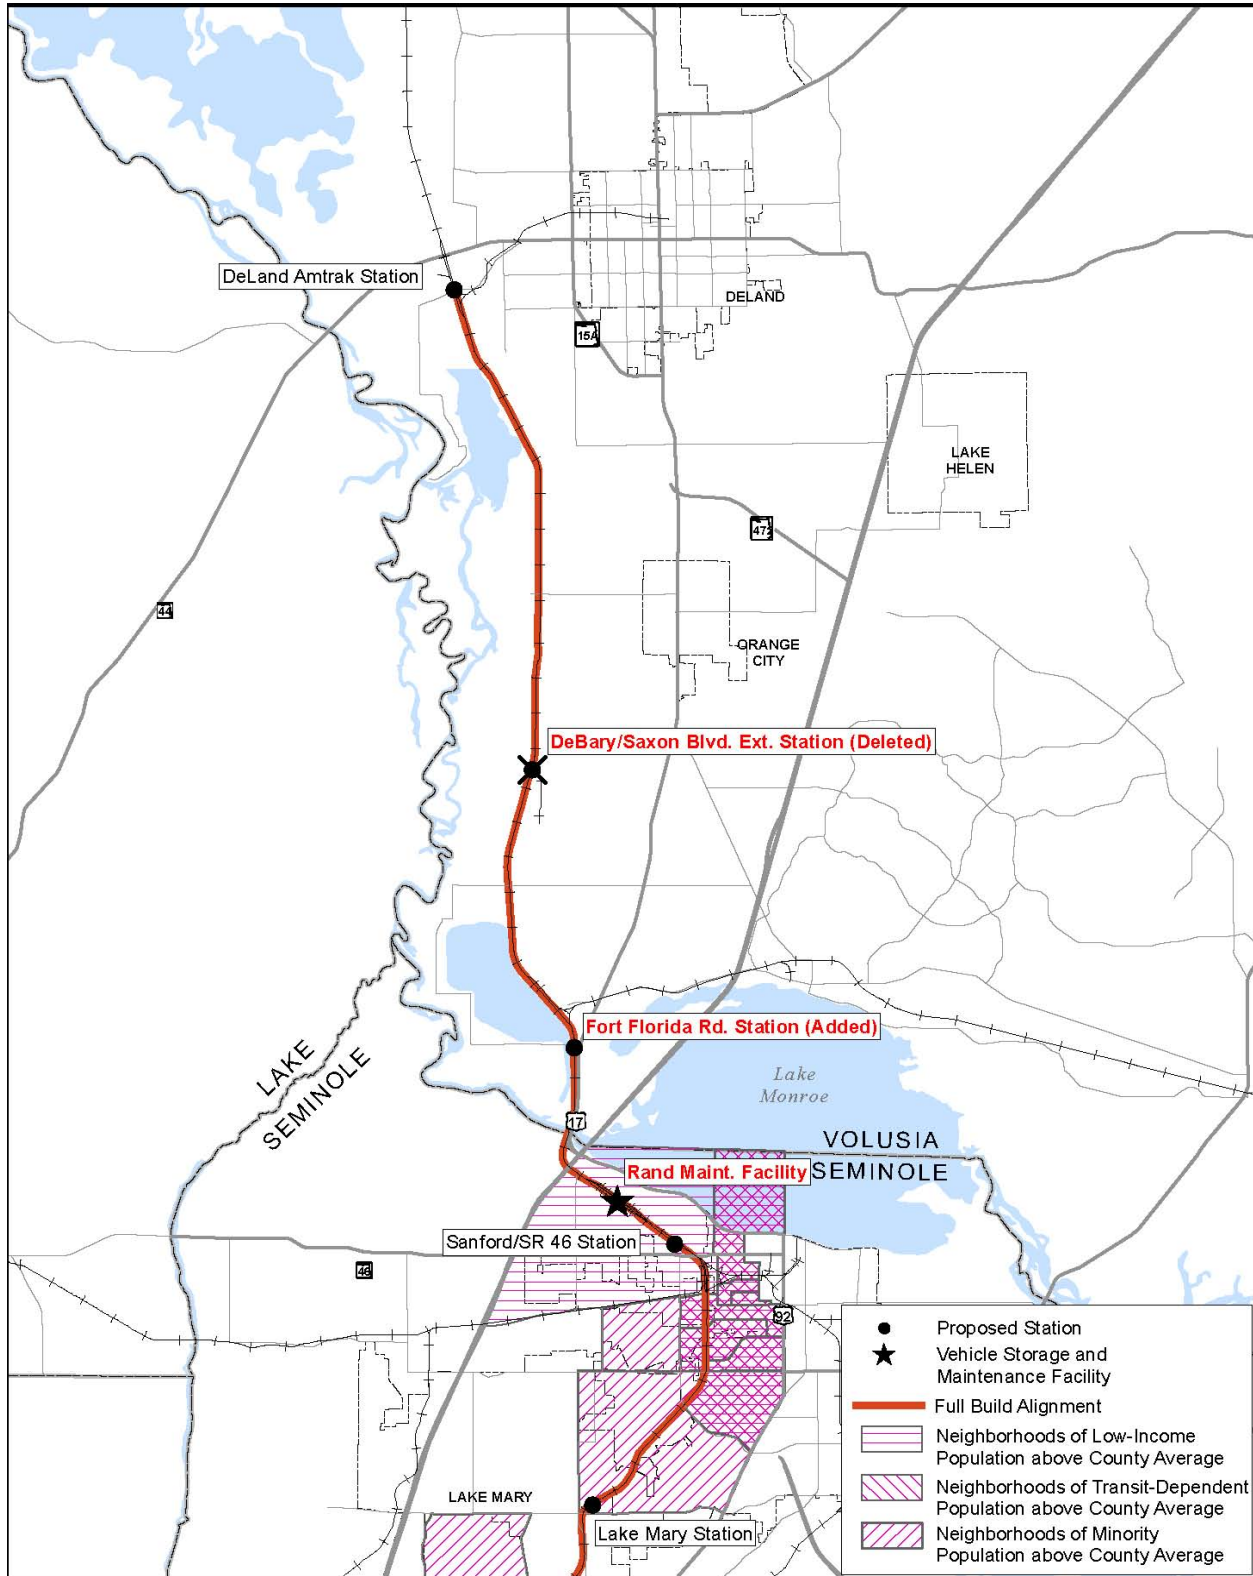 DeLand Amtrak Station
DELAND
15A
LAKE
HELEN
472
44
ORANGE
CITY
DeBary/Saxon Blvd. Ext. Station (Deleted)
Fort Florida Rd. Station (Added)
LAKE
SEMINOLE
Lake
Monroe
17
VOLUSIA
SEMINOLE
Rand Maint. Facility
Sanford/SR 46 Station
46
92
LAKE MARY
Lake Mary Station
Proposed Station
Vehicle Storage and
Maintenance Facility
Full Build Alignment
Neighborhoods of Low-Income
Population above County Average
Neighborhoods of Transit-Dependent
Population above County Average
Neighborhoods of Minority
Population above County Average